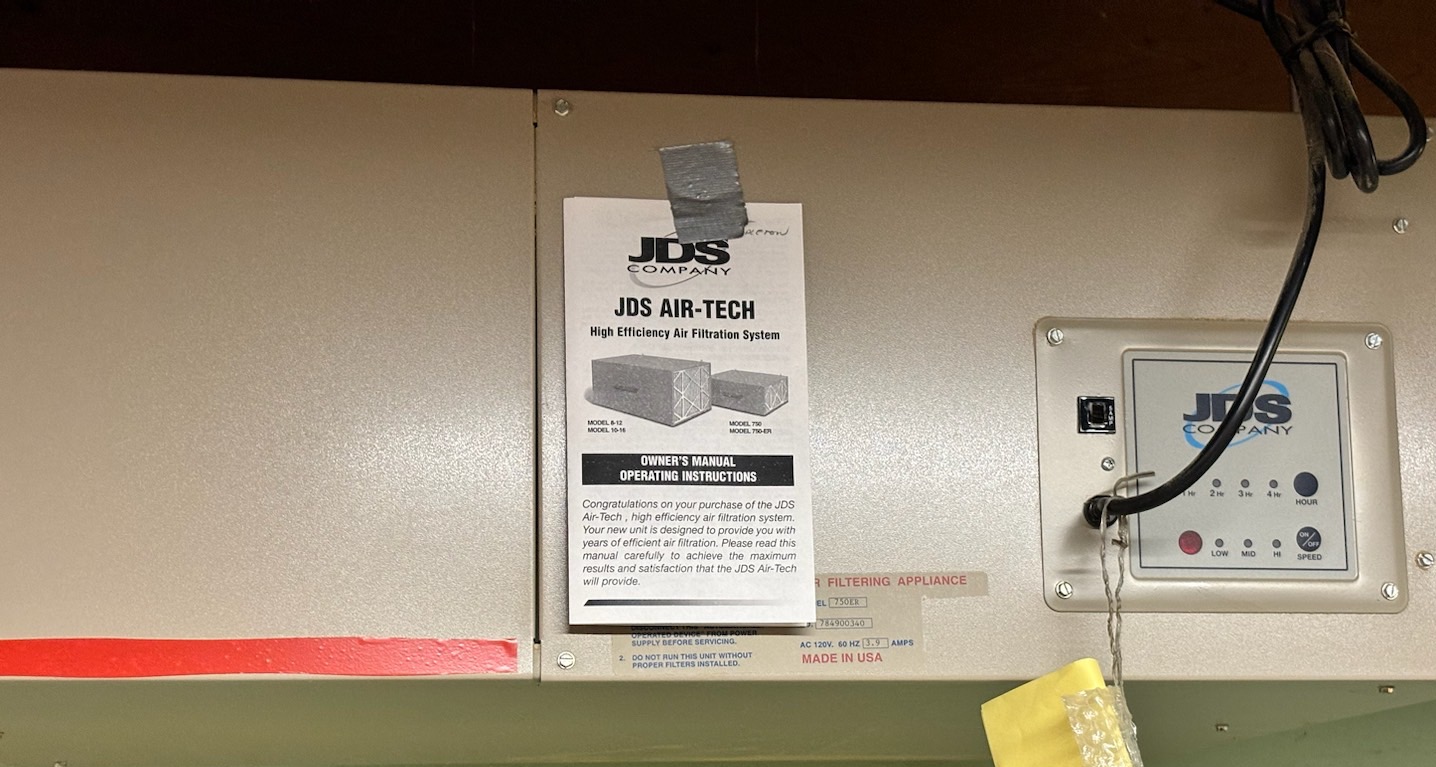 JDS
COMPANY
JDS AIR-TECH
High Efficiency Air Filtration System
MODEL 8-12
MODEL 10-16
MODEL 750
MODEL 750-ER
OWNER'S MANUAL
OPERATING INSTRUCTIONS
Congratulations on your purchase of the JDS
Air-Tech , high efficiency air filtration system.
Your new unit is designed to provide you with
years of efficient air filtration. Please read this
manual carefully to achieve the maximum
results and satisfaction that the JDS Air-Tech
will provide.
FILTERING APPLIANCE
750ER
784900340
OPERATED DEVICE" FROM POWER
SUPPLY BEFORE SERVICING.
2. DO NOT RUN THIS UNIT WITHOUT
PROPER FILTERS INSTALLED.
AC 120V. 60 HZ 3.9 AMPS
MADE IN USA
JDS
COMPANY
1 Hr 2 Hr 3 Hr 4 Hr HOUR
LOW MID HI ON/OFF SPEED